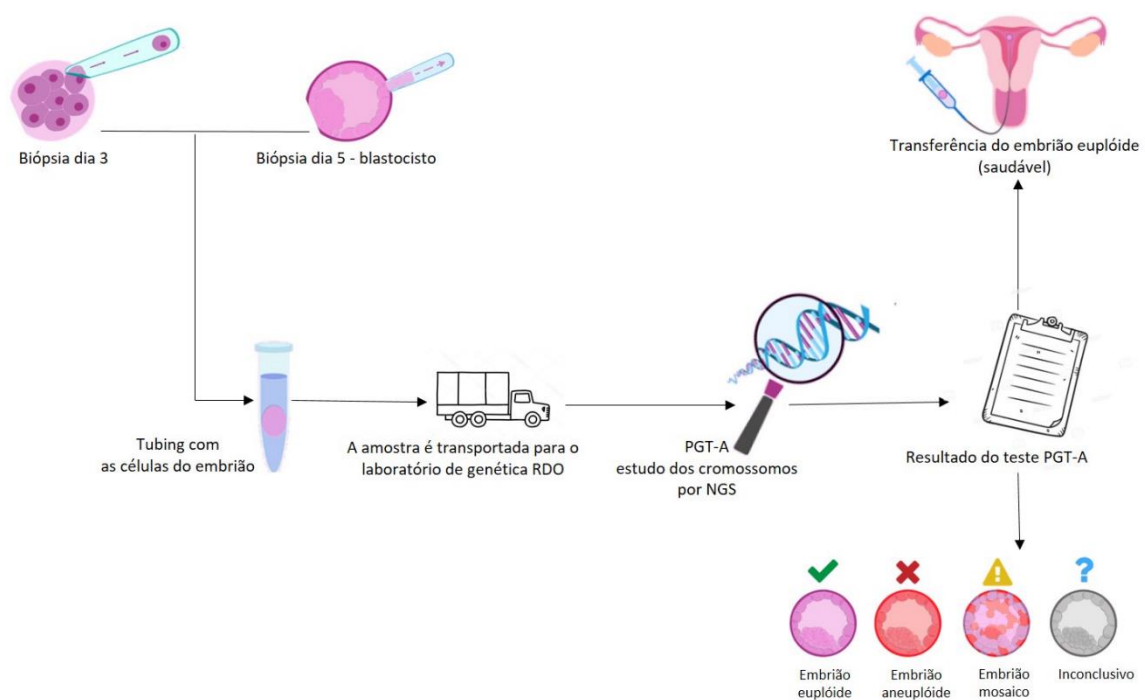 Biópsia dia 3
Biópsia dia 5 - blastocisto
Transferência do embrião euplóide
(saudável)
Tubing com
as células do embrião
A amostra é transportada para o
laboratório de genética RDO
PGT-A
estudo dos cromossomos
por NGS
Resultado do teste PGT-A
Embrião
euplóide
Embrião
aneuplóide
Embrião
mosaico
Inconclusivo